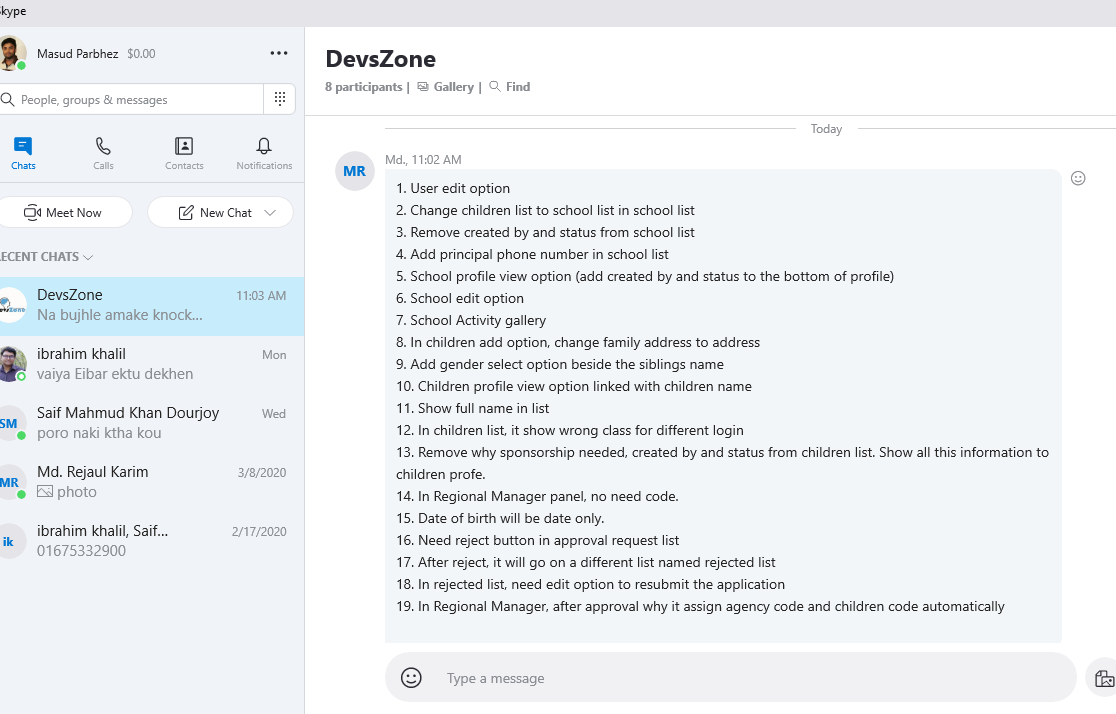 Skype
Masud Parbhez $0.00
People, groups & messages
Chats
Calls
Contacts
Notifications
Meet Now
New Chat
RECENT CHATS
DevsZone 11:03 AM
Na bujhle amake knock...
ibrahim khalil Mon
vaiya Eibar ektu dekhen
SM
Saif Mahmud Khan Dourjoy Wed
poro naki ktha kou
MR
Md. Rejaul Karim 3/8/2020
photo
ik
ibrahim khalil, Saif... 2/17/2020
01675332900
DevsZone
8 participants | Gallery | Find
Today
MR
Md., 11:02 AM
1. User edit option
2. Change children list to school list in school list
3. Remove created by and status from school list
4. Add principal phone number in school list
5. School profile view option (add created by and status to the bottom of profile)
6. School edit option
7. School Activity gallery
8. In children add option, change family address to address
9. Add gender select option beside the siblings name
10. Children profile view option linked with children name
11. Show full name in list
12. In children list, it show wrong class for different login
13. Remove why sponsorship needed, created by and status from children list. Show all this information to
children profe.
14. In Regional Manager panel, no need code.
15. Date of birth will be date only.
16. Need reject button in approval request list
17. After reject, it will go on a different list named rejected list
18. In rejected list, need edit option to resubmit the application
19. In Regional Manager, after approval why it assign agency code and children code automatically
Type a message